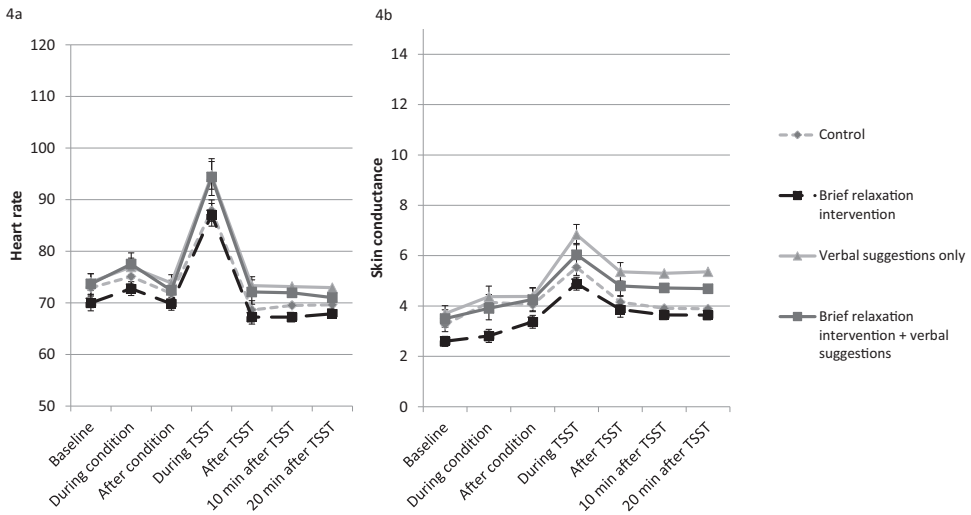 4a
4b
120
110
100
90
80
70
60
50
Heart rate
Baseline
During condition
After condition
During TSST
After TSST
10 min after TSST
20 min after TSST
14
12
10
8
6
4
2
0
Skin conductance
Baseline
During condition
After condition
During TSST
After TSST
10 min after TSST
20 min after TSST
Control
Brief relaxation
intervention
Verbal suggestions only
Brief relaxation
intervention + verbal
suggestions